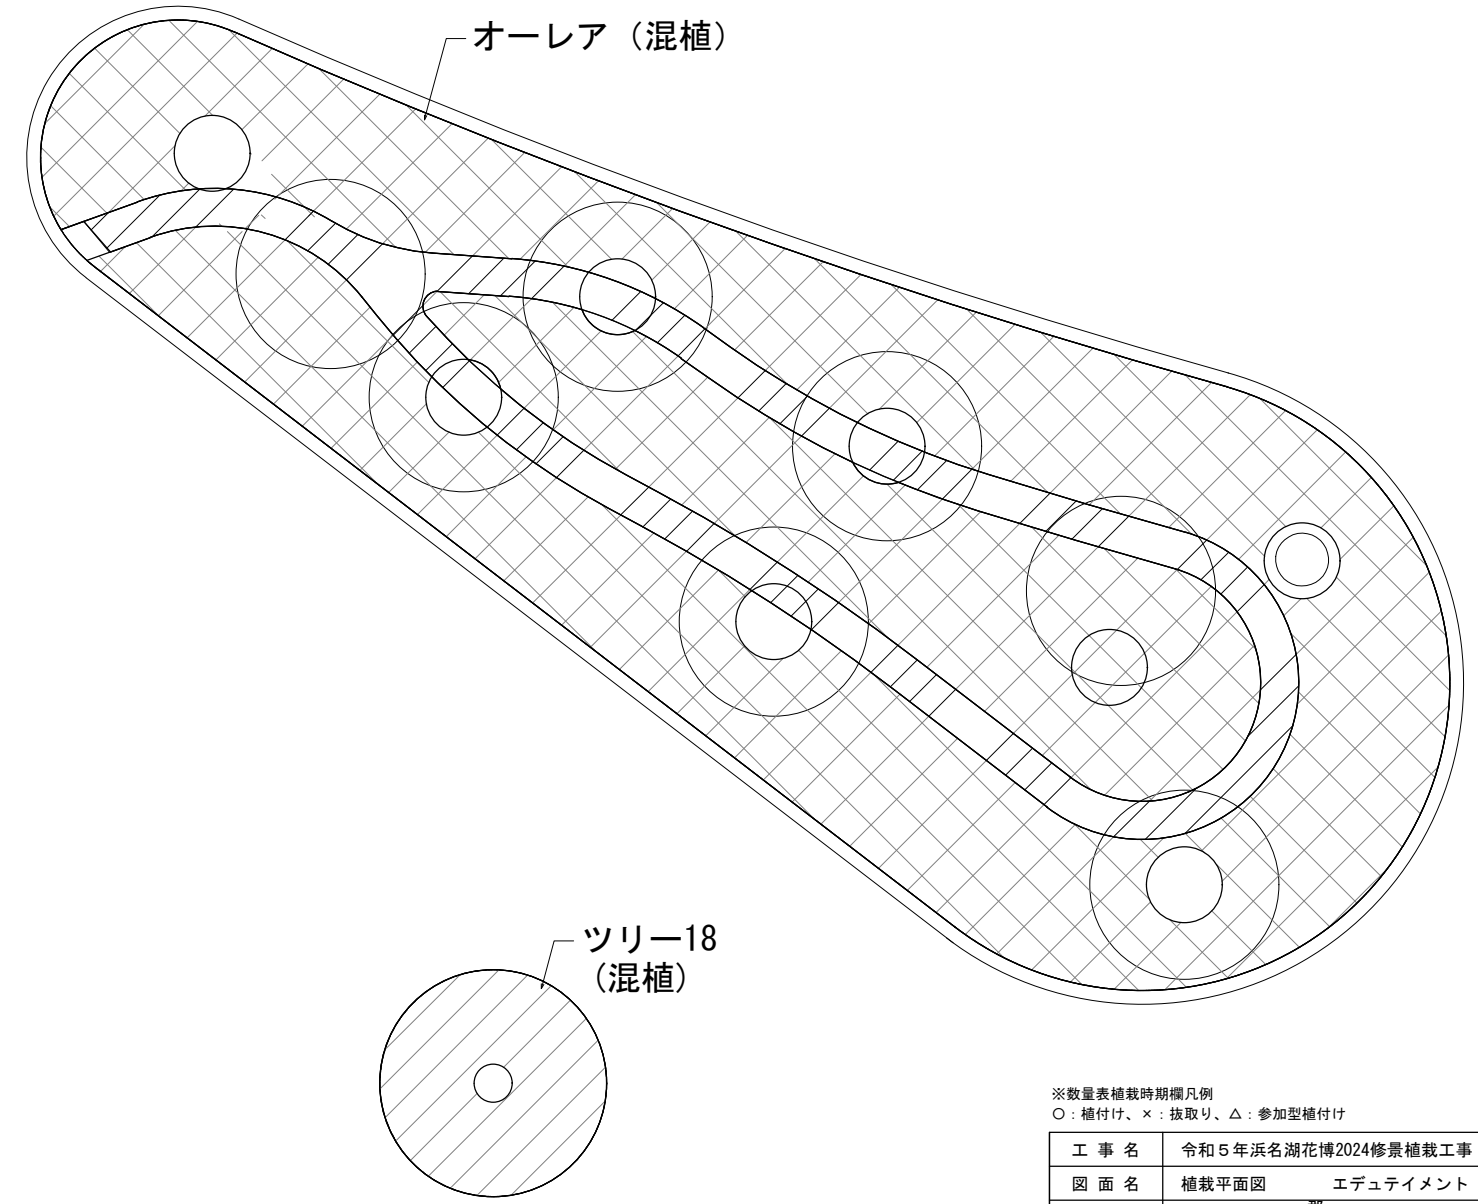 オーレア（混植）
ツリー18
（混植）
※数量表植栽時期欄凡例
○：植付け、×：抜取り、△：参加型植付け
工 事 名 令和５年浜名湖花博2024修景植栽工事
図 面 名 植栽平面図 エデュテイメント